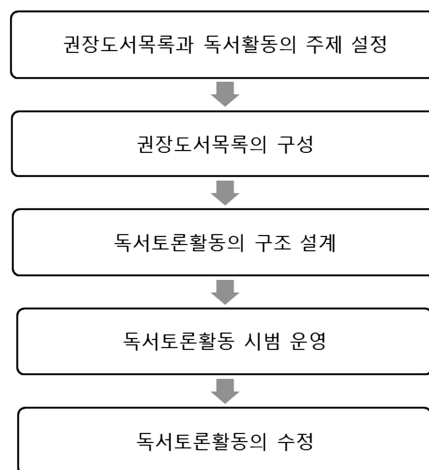 권장도서목록과 독서활동의 주제 설정
권장도서목록의 구성
독서토론활동의 구조 설계
독서토론활동 시범 운영
독서토론활동의 수정